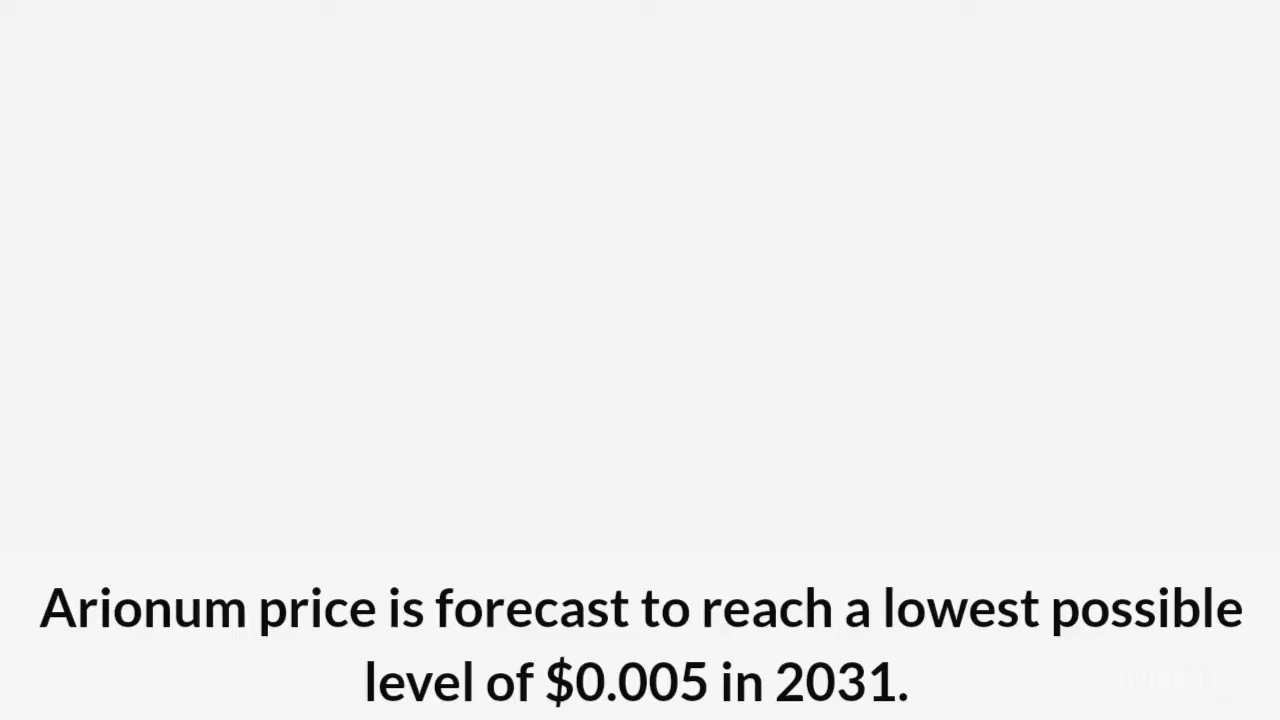 Arionum price is forecast to reach a lowest possible
level of $0.005 in 2031.